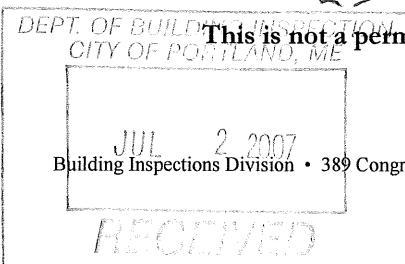 DEPT. OF BUILDING INSPECTION
CITY OF PORTLAND, ME
This is not a perm
JUL 2 2007
Building Inspections Division • 389 Congr
RECEIVED